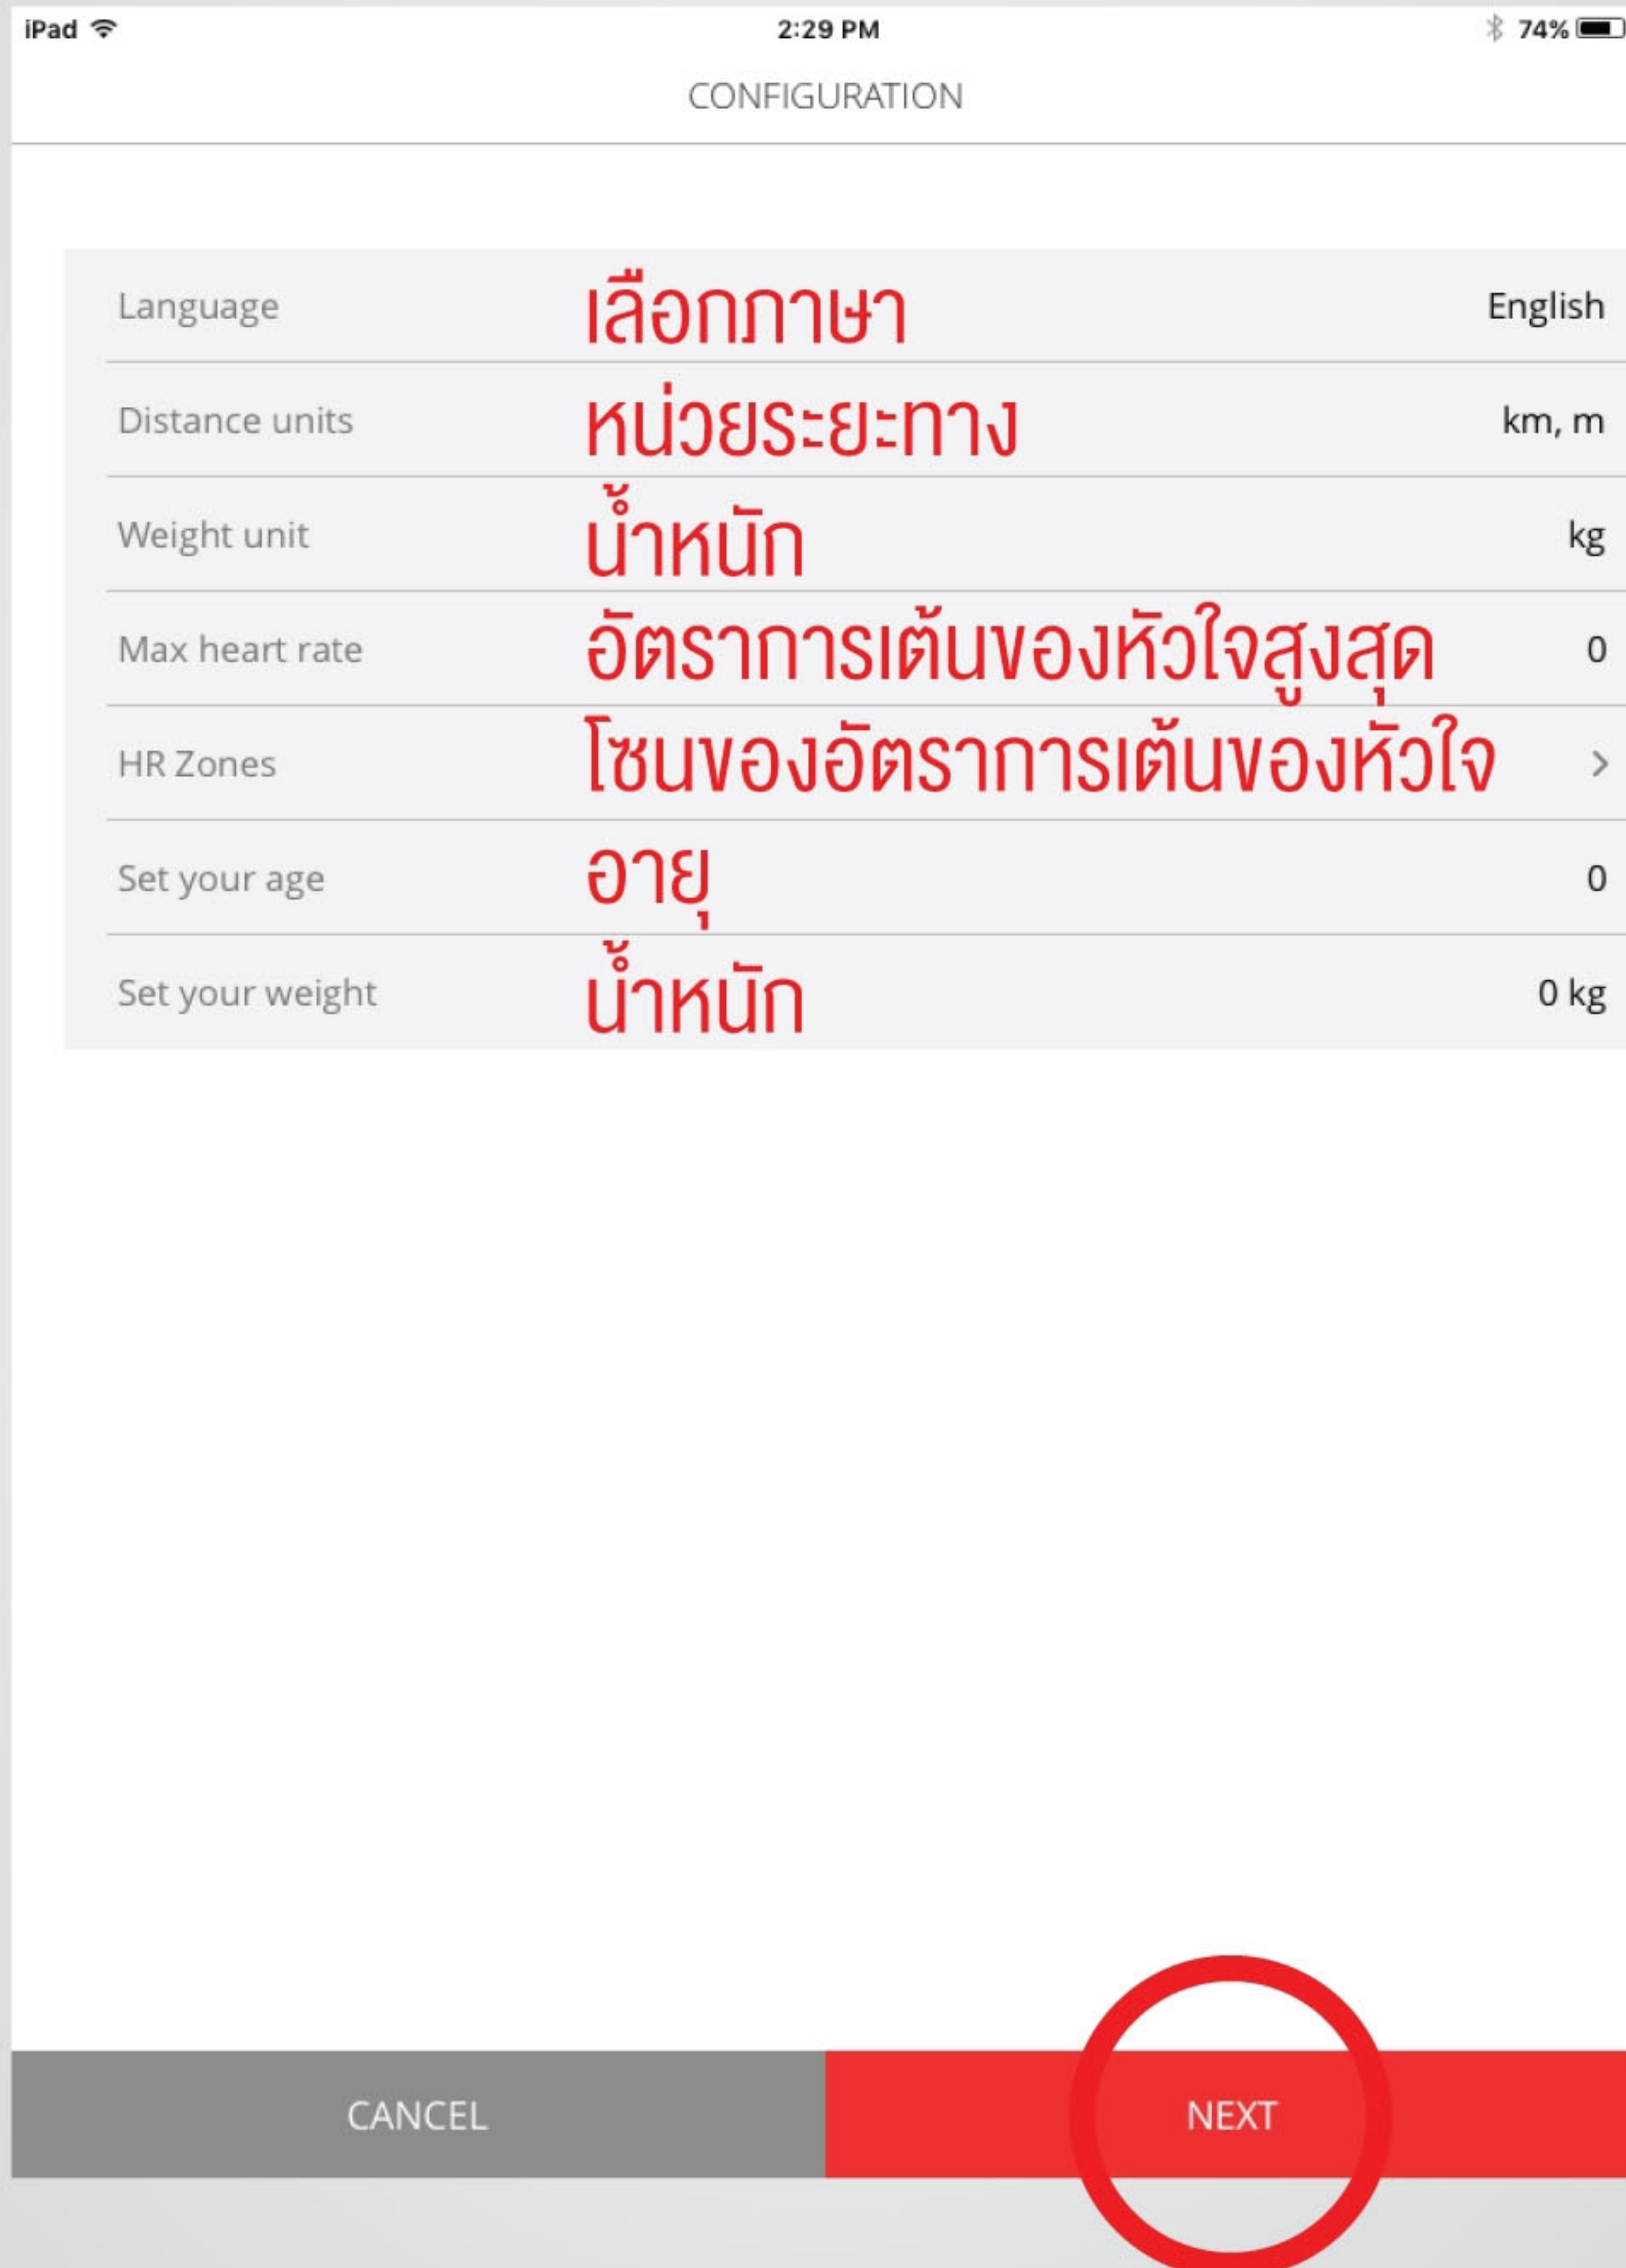 iPad 2:29 PM 74%
CONFIGURATION
Language เลือกภาษา English
Distance units หน่วยระยะทาง km, m
Weight unit น้ำหนัก kg
Max heart rate อัตราการเต้นของหัวใจสูงสุด 0
HR Zones โซนของอัตราการเต้นของหัวใจ >
Set your age อายุ 0
Set your weight น้ำหนัก 0 kg
CANCEL NEXT